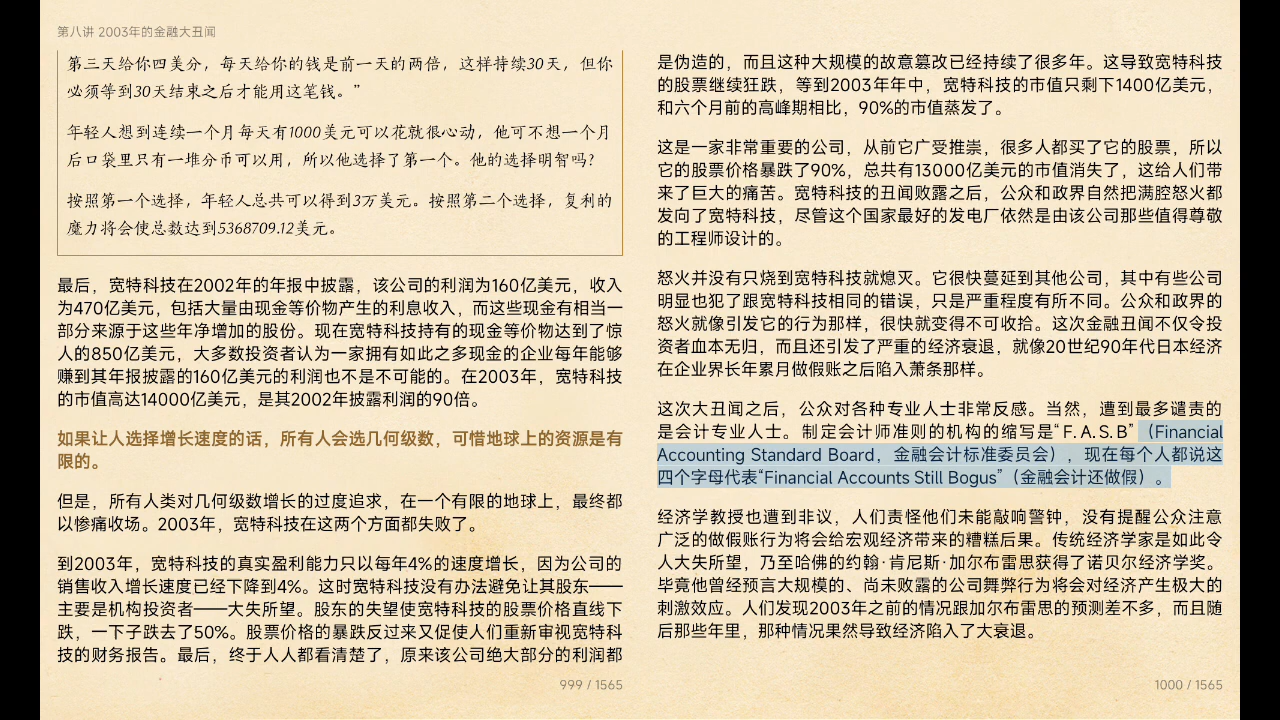 第八讲 2003年的金融大丑闻
第三天给你四美分，每天给你的钱是前一天的两倍，这样持续30天，但你
必须等到30天结束之后才能用这笔钱。”
年轻人想到连续一个月每天有1000美元可以花就很心动，他可不想一个月
后口袋里只有一堆分币可以用，所以他选择了第一个。他的选择明智吗？
按照第一个选择，年轻人总共可以得到3万美元。按照第二个选择，复利的
魔力将会使总数达到5368709.12美元。
最后，宽特科技在2002年的年报中披露，该公司的利润为160亿美元，收入
为470亿美元，包括大量由现金等价物产生的利息收入，而这些现金有相当一
部分来源于这些年净增加的股份。现在宽特科技持有的现金等价物达到了惊
人的850亿美元，大多数投资者认为一家拥有如此之多现金的企业每年能够
赚到其年报披露的160亿美元的利润也不是不可能的。在2003年，宽特科技
的市值高达14000亿美元，是其2002年披露利润的90倍。
如果让人选择增长速度的话，所有人会选几何级数，可惜地球上的资源是有
限的。
但是，所有人类对几何级数增长的过度追求，在一个有限的地球上，最终都
以惨痛收场。2003年，宽特科技在这两个方面都失败了。
到2003年，宽特科技的真实盈利能力只以每年4%的速度增长，因为公司的
销售收入增长速度已经下降到4%。这时宽特科技没有办法避免让其股东——
主要是机构投资者——大失所望。股东的失望使宽特科技的股票价格直线下
跌，一下子跌去了50%。股票价格的暴跌反过来又促使人们重新审视宽特科
技的财务报告。最后，终于人人都看清楚了，原来该公司绝大部分的利润都
999 / 1565
是伪造的，而且这种大规模的故意篡改已经持续了很多年。这导致宽特科技
的股票继续狂跌，等到2003年年中，宽特科技的市值只剩下1400亿美元，
和六个月前的高峰期相比，90%的市值蒸发了。
这是一家非常重要的公司，从前它广受推崇，很多人都买了它的股票，所以
它的股票价格暴跌了90%，总共有13000亿美元的市值消失了，这给人们带
来了巨大的痛苦。宽特科技的丑闻败露之后，公众和政界自然把满腔怒火都
发向了宽特科技，尽管这个国家最好的发电厂依然是由该公司那些值得尊敬
的工程师设计的。
怒火并没有只烧到宽特科技就熄灭。它很快蔓延到其他公司，其中有些公司
明显也犯了跟宽特科技相同的错误，只是严重程度有所不同。公众和政界的
怒火就像引发它的行为那样，很快就变得不可收拾。这次金融丑闻不仅令投
资者血本无归，而且还引发了严重的经济衰退，就像20世纪90年代日本经济
在企业界长年累月做假账之后陷入萧条那样。
这次大丑闻之后，公众对各种专业人士非常反感。当然，遭到最多谴责的
是会计专业人士。制定会计师准则的机构的缩写是“F.A.S.B”（Financial
Accounting Standard Board，金融会计标准委员会），现在每个人都说这
四个字母代表“Financial Accounts Still Bogus”（金融会计还做假）。
经济学教授也遭到非议，人们责怪他们未能敲响警钟，没有提醒公众注意
广泛的做假账行为将会给宏观经济带来的糟糕后果。传统经济学家是如此令
人大失所望，乃至哈佛的约翰·肯尼斯·加尔布雷思获得了诺贝尔经济学奖。
毕竟他曾经预言大规模的、尚未败露的公司舞弊行为将会对经济产生极大的
刺激效应。人们发现2003年之前的情况跟加尔布雷思的预测差不多，而且随
后那些年里，那种情况果然导致经济陷入了大衰退。
1000 / 1565